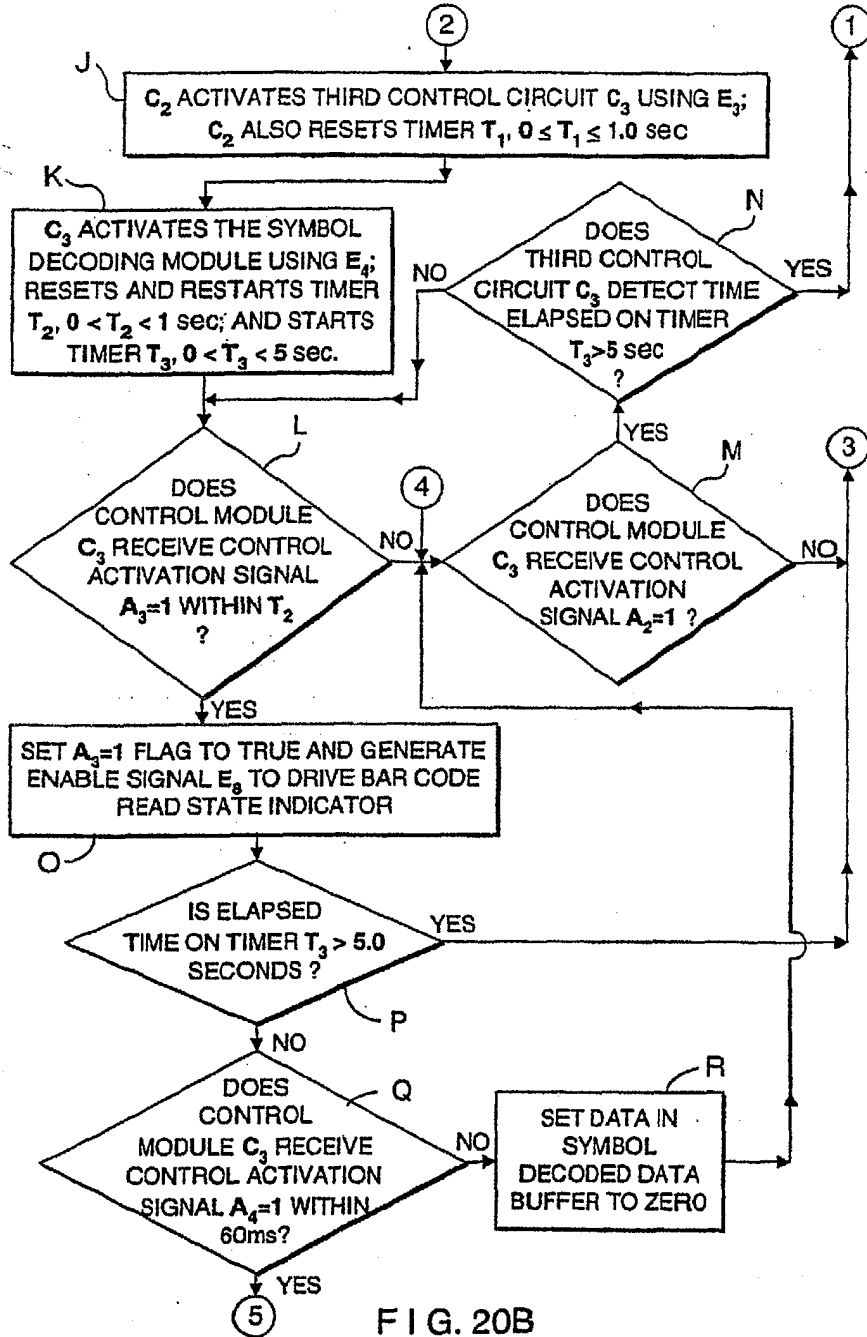 2
1
J
C₂ ACTIVATES THIRD CONTROL CIRCUIT C₃ USING E₃;
C₂ ALSO RESETS TIMER T₁, 0 ≤ T₁ ≤ 1.0 sec
K
C₃ ACTIVATES THE SYMBOL
DECODING MODULE USING E₄;
RESETS AND RESTARTS TIMER
T₂, 0 < T₂ < 1 sec; AND STARTS
TIMER T₃, 0 < T₃ < 5 sec.
N
DOES
THIRD CONTROL
CIRCUIT C₃ DETECT TIME
ELAPSED ON TIMER
T₃>5 sec
?
NO
YES
L
DOES
CONTROL MODULE
C₃ RECEIVE CONTROL
ACTIVATION SIGNAL
A₃=1 WITHIN T₂
?
NO
4
YES
M
DOES
CONTROL MODULE
C₃ RECEIVE CONTROL
ACTIVATION
SIGNAL A₂=1 ?
NO
3
YES
SET A₃=1 FLAG TO TRUE AND GENERATE
ENABLE SIGNAL E₈ TO DRIVE BAR CODE
READ STATE INDICATOR
O
IS ELAPSED
TIME ON TIMER T₃ > 5.0
SECONDS ?
YES
P
NO
DOES
CONTROL
MODULE C₃ RECEIVE
CONTROL ACTIVATION
SIGNAL A₄=1 WITHIN
60ms?
Q
NO
R
SET DATA IN
SYMBOL
DECODED DATA
BUFFER TO ZERO
YES
5
FIG. 20B